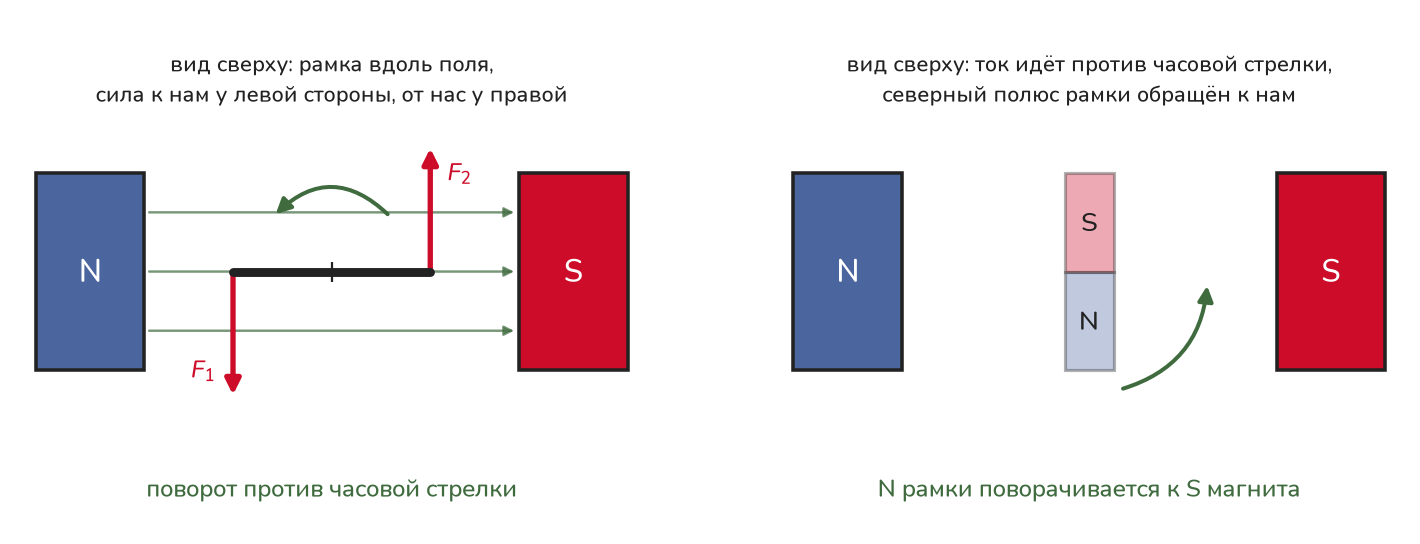 вид сверху: рамка вдоль поля,
сила к нам у левой стороны, от нас у правой
F2
N
S
F1
поворот против часовой стрелки
вид сверху: ток идёт против часовой стрелки,
северный полюс рамки обращён к нам
N
S
N
S
N рамки поворачивается к S магнита